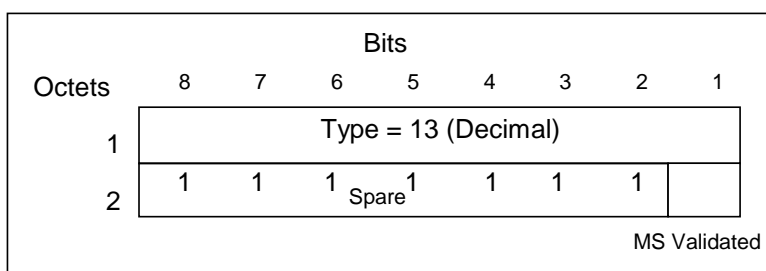 Bits
Octets 8 7 6 5 4 3 2 1
1 Type = 13 (Decimal)
2 1 1 1 1 1 1 1
Spare
MS Validated